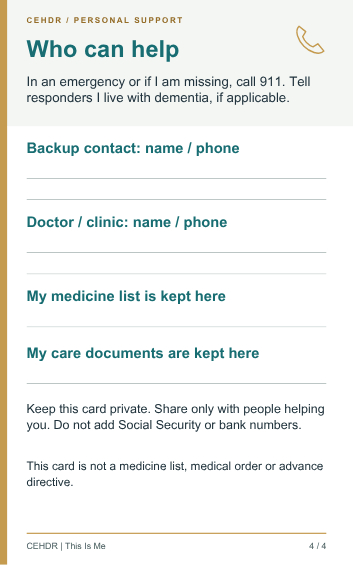 CEHDR / PERSONAL SUPPORT
Who can help
In an emergency or if I am missing, call 911. Tell
responders I live with dementia, if applicable.
Backup contact: name / phone
Doctor / clinic: name / phone
My medicine list is kept here
My care documents are kept here
Keep this card private. Share only with people helping
you. Do not add Social Security or bank numbers.
This card is not a medicine list, medical order or advance
directive.
CEHDR | This Is Me
4 / 4